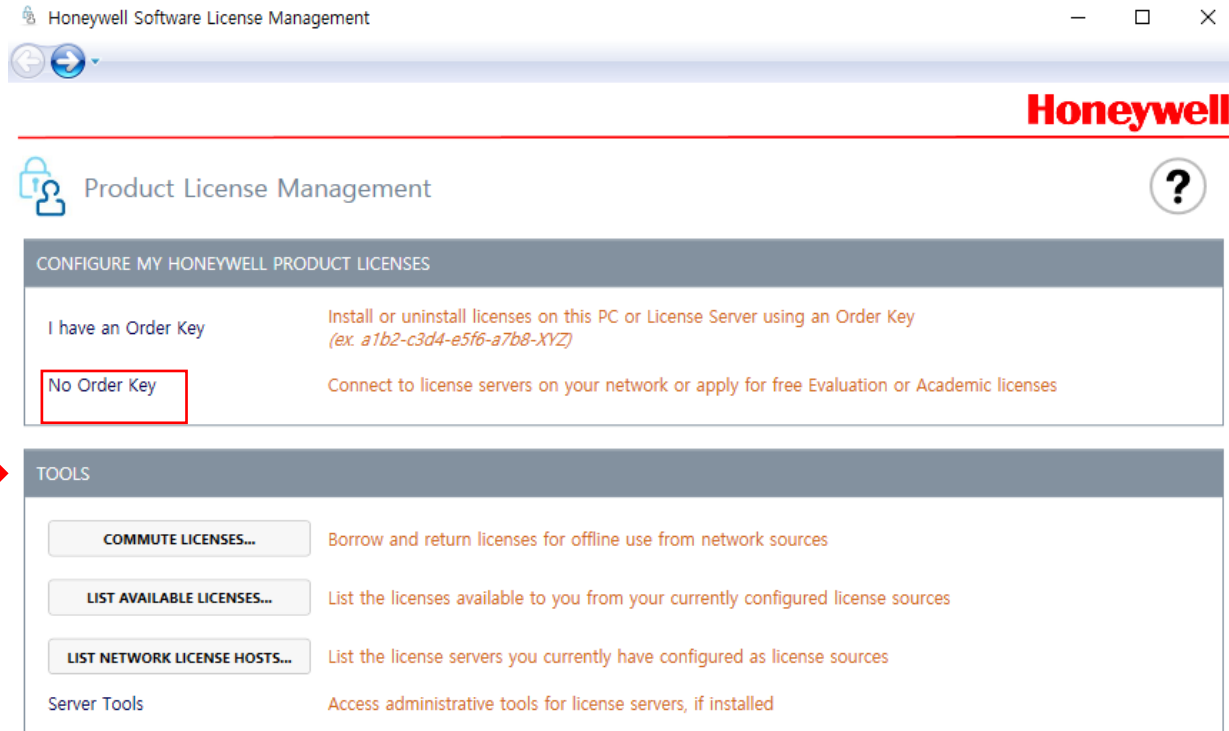 Honeywell Software License Management
Honeywell
Product License Management
?
CONFIGURE MY HONEYWELL PRODUCT LICENSES
I have an Order Key
Install or uninstall licenses on this PC or License Server using an Order Key
(ex. a1b2-c3d4-e5f6-a7b8-XYZ)
No Order Key
Connect to license servers on your network or apply for free Evaluation or Academic licenses
TOOLS
COMMUTE LICENSES...
Borrow and return licenses for offline use from network sources
LIST AVAILABLE LICENSES...
List the licenses available to you from your currently configured license sources
LIST NETWORK LICENSE HOSTS...
List the license servers you currently have configured as license sources
Server Tools
Access administrative tools for license servers, if installed